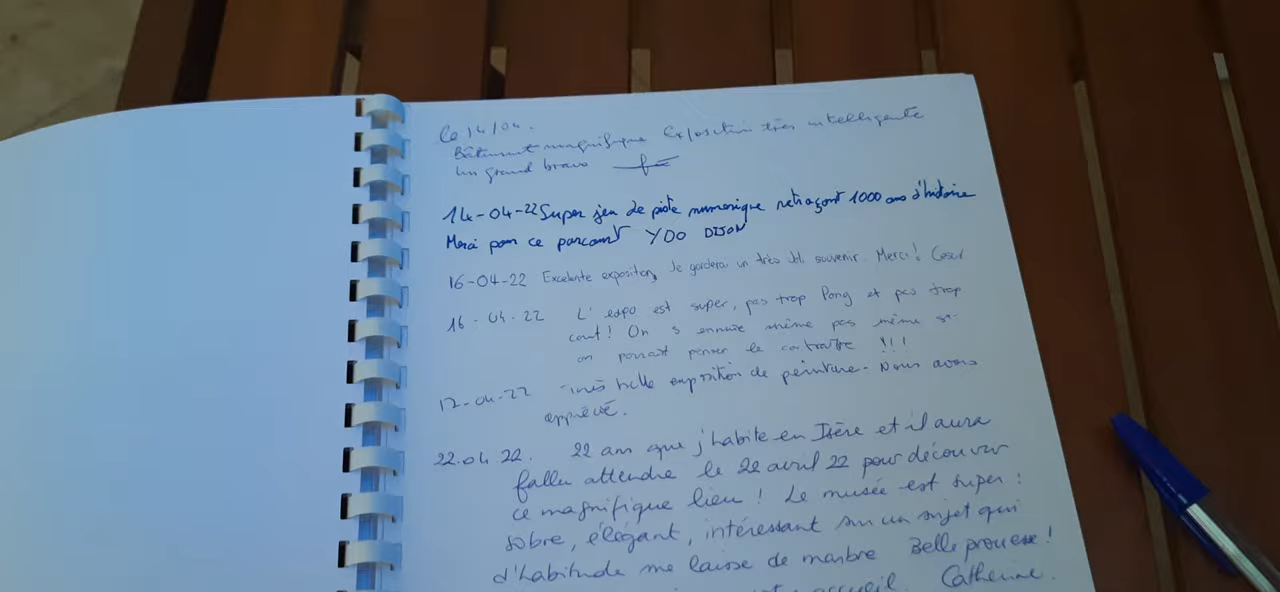 Le 14/04.
Bâtiment magnifique Exposition très intelligente
Un grand bravo
14-04-22 Super jeu de piste numérique retraçant 1000 ans d'histoire
Merci pour ce parcours YDO DIJON
16-04-22 Excellente exposition, Je garderai un très joli souvenir. Merci!
16-04-22 L'expo est super, pas trop long et pas trop
court! On s'ennuie même pas même si
on pourrait penser le contraire !!!
17-04-22 Très belle exposition de peinture. Nous avons
apprécié.
22.04 22. 22 ans que j'habite en Isère et il aura
fallu attendre le 22 avril 22 pour découvrir
ce magnifique lieu! Le musée est super:
sobre, élégant, intéressant sur un sujet qui
d'habitude me laisse de marbre Belle prouesse!
accueil. Catherine.